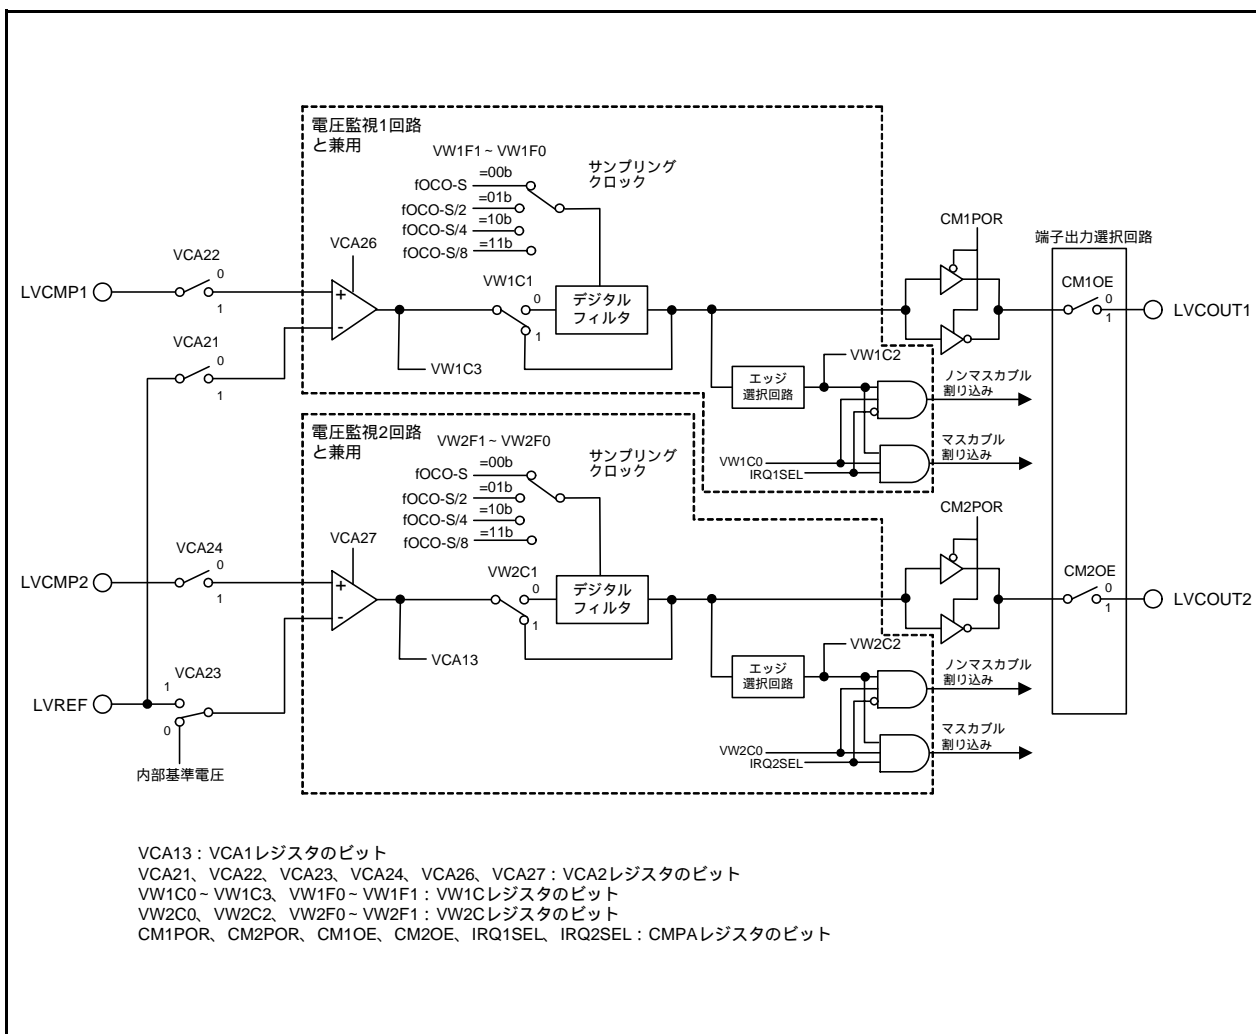 電圧監視1回路
と兼用
VW1F1～VW1F0
サンプリング
クロック
fOCO-S
=00b
fOCO-S/2
=01b
fOCO-S/4
=10b
fOCO-S/8
=11b
CM1POR
端子出力選択回路
VCA22
0
1
LVCMP1
VCA26
+
-
VW1C1
0
1
デジタル
フィルタ
CM1OE
0
1
LVCOUT1
VCA21
0
1
VW1C3
VW1C2
エッジ
選択回路
ノンマスカブル
割り込み
マスカブル
割り込み
VW1C0
IRQ1SEL
電圧監視2回路
と兼用
VW2F1～VW2F0
サンプリング
クロック
fOCO-S
=00b
fOCO-S/2
=01b
fOCO-S/4
=10b
fOCO-S/8
=11b
CM2POR
VCA24
0
1
LVCMP2
VCA27
+
-
VW2C1
0
1
デジタル
フィルタ
CM2OE
0
1
LVCOUT2
VCA13
VW2C2
エッジ
選択回路
ノンマスカブル
割り込み
マスカブル
割り込み
VW2C0
IRQ2SEL
VCA23
1
0
LVREF
内部基準電圧
VCA13：VCA1レジスタのビット
VCA21、VCA22、VCA23、VCA24、VCA26、VCA27：VCA2レジスタのビット
VW1C0～VW1C3、VW1F0～VW1F1：VW1Cレジスタのビット
VW2C0、VW2C2、VW2F0～VW2F1：VW2Cレジスタのビット
CM1POR、CM2POR、CM1OE、CM2OE、IRQ1SEL、IRQ2SEL：CMPAレジスタのビット